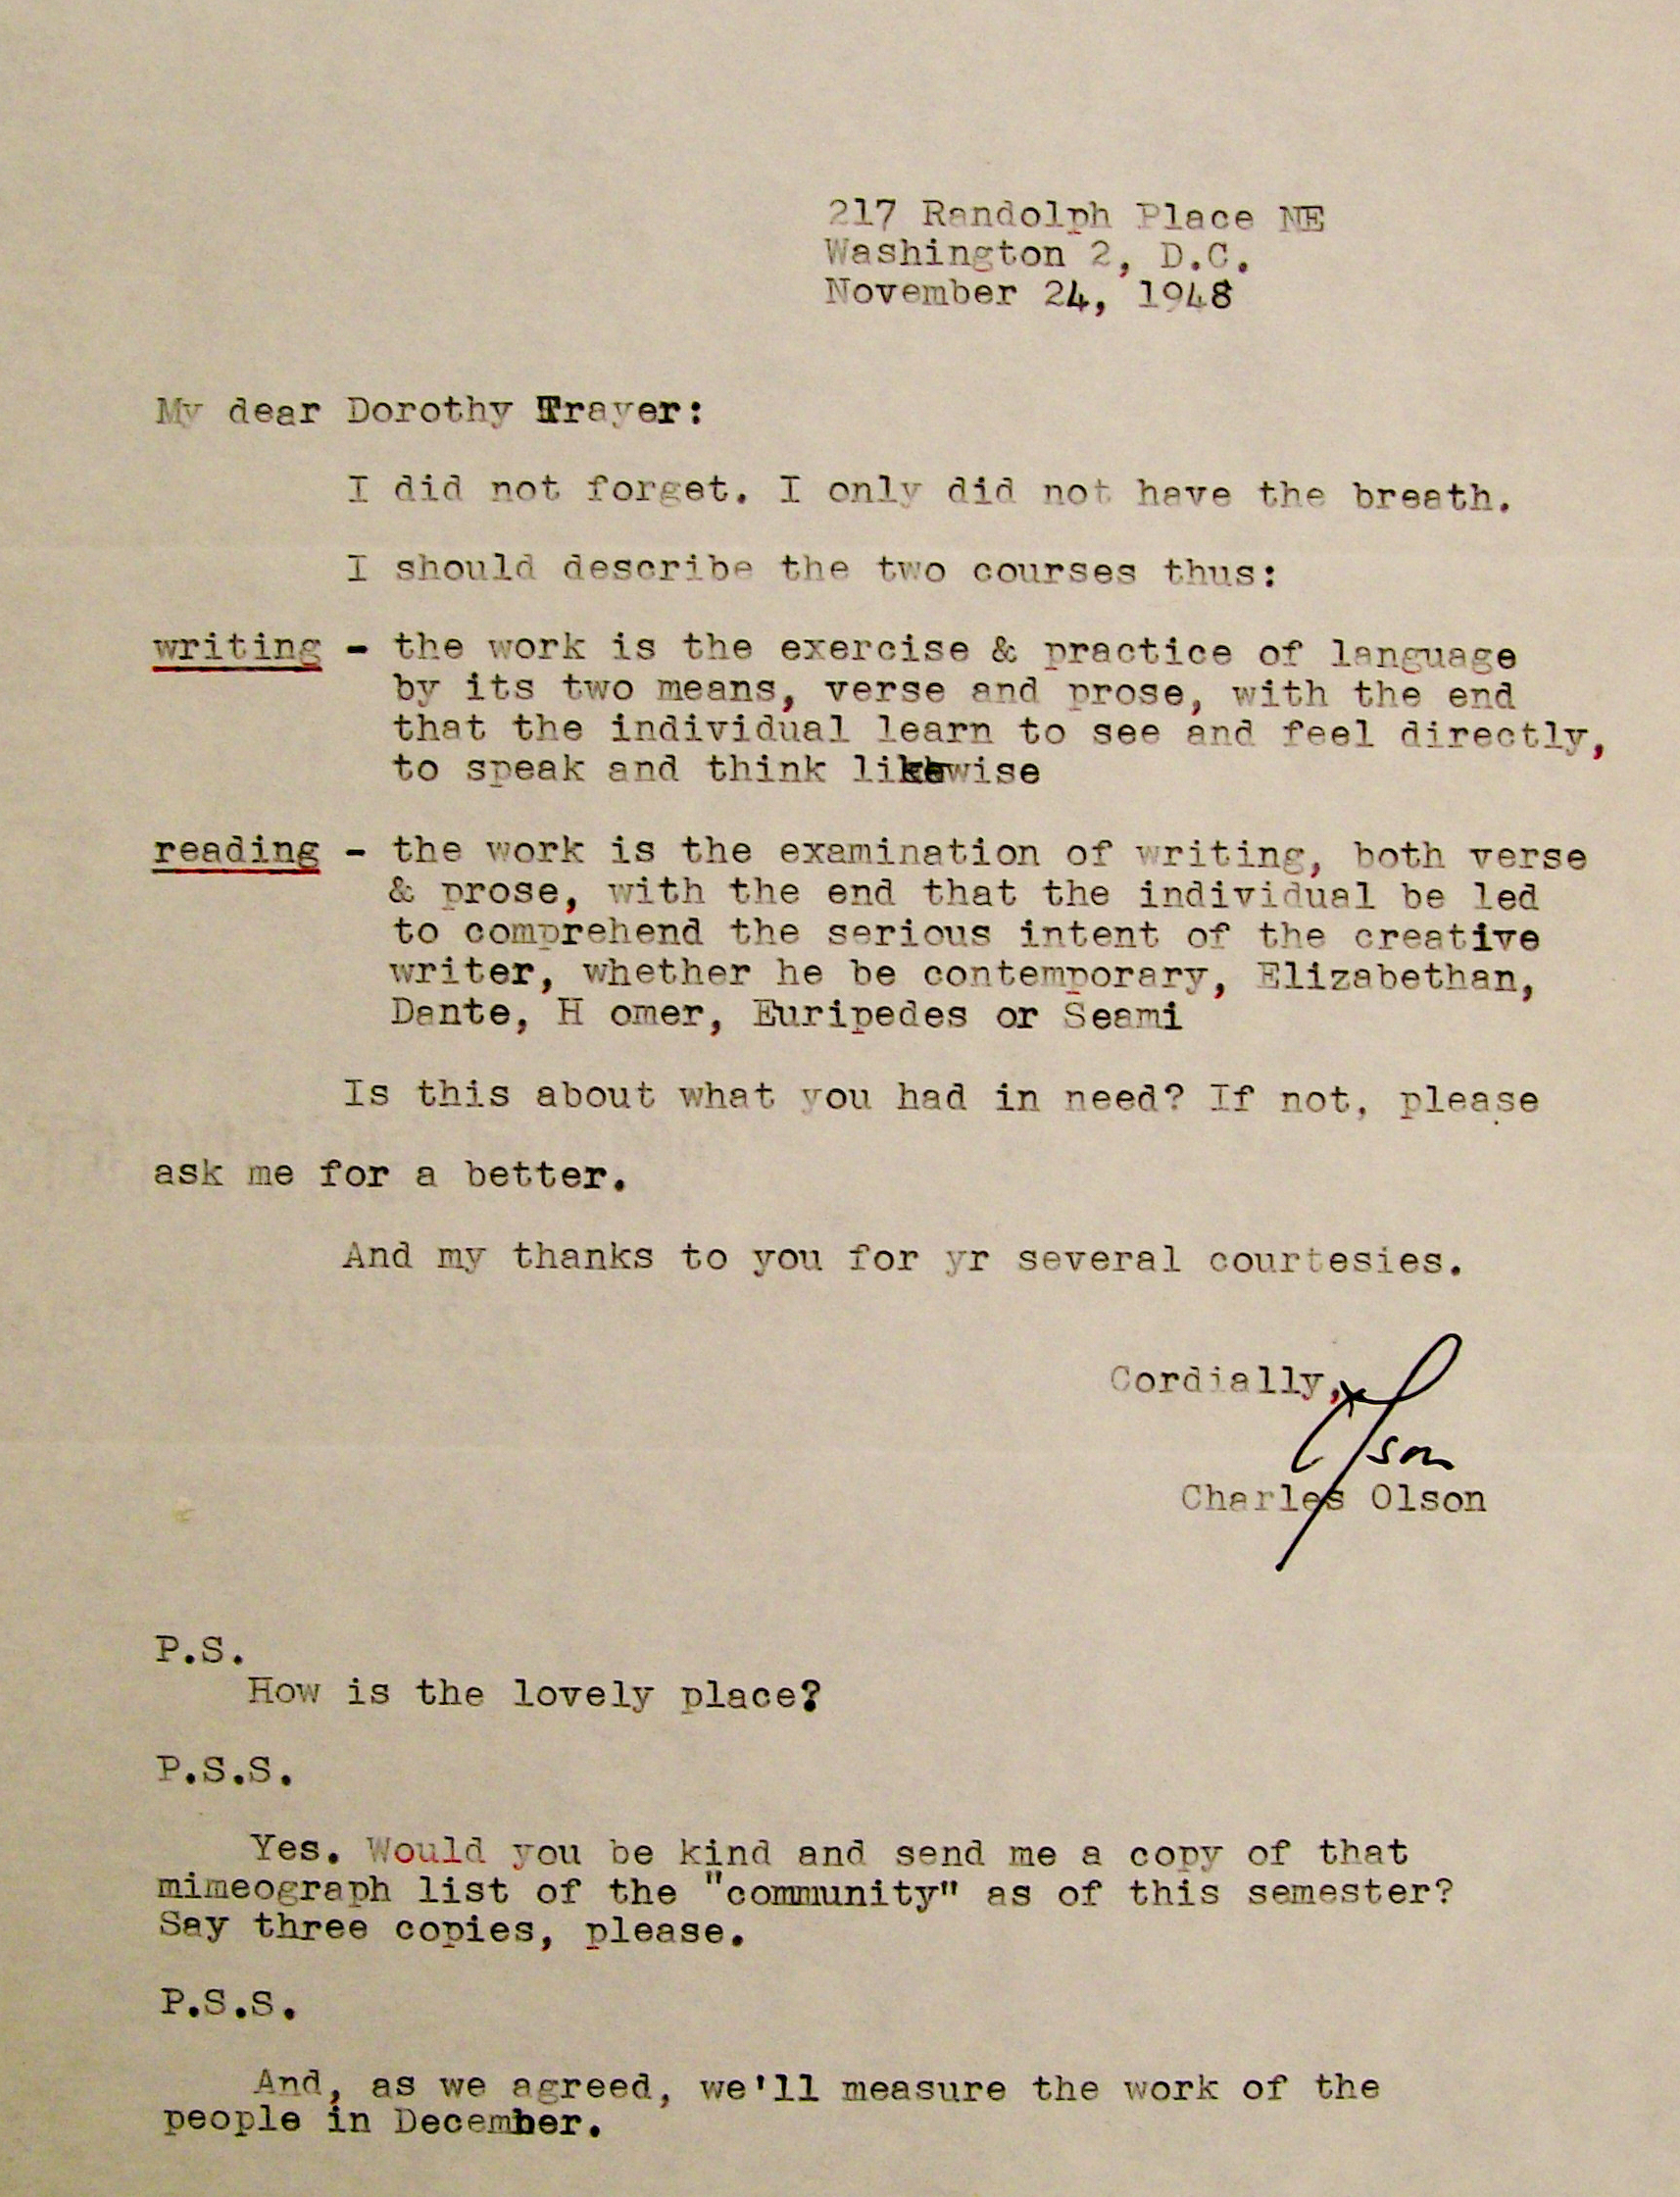 217 Randolph Place NE
Washington 2, D.C.
November 24, 1948
My dear Dorothy Trayer:
I did not forget. I only did not have the breath.
I should describe the two courses thus:
writing - the work is the exercise & practice of language
by its two means, verse and prose, with the end
that the individual learn to see and feel directly,
to speak and think likewise
reading - the work is the examination of writing, both verse
& prose, with the end that the individual be led
to comprehend the serious intent of the creative
writer, whether he be contemporary, Elizabethan,
Dante, H omer, Euripedes or Seami
Is this about what you had in need? If not, please
ask me for a better.
And my thanks to you for yr several courtesies.
Cordially,
Olson
Charles Olson
P.S.
How is the lovely place?
P.S.S.
Yes. Would you be kind and send me a copy of that
mimeograph list of the "community" as of this semester?
Say three copies, please.
P.S.S.
And, as we agreed, we'll measure the work of the
people in December.